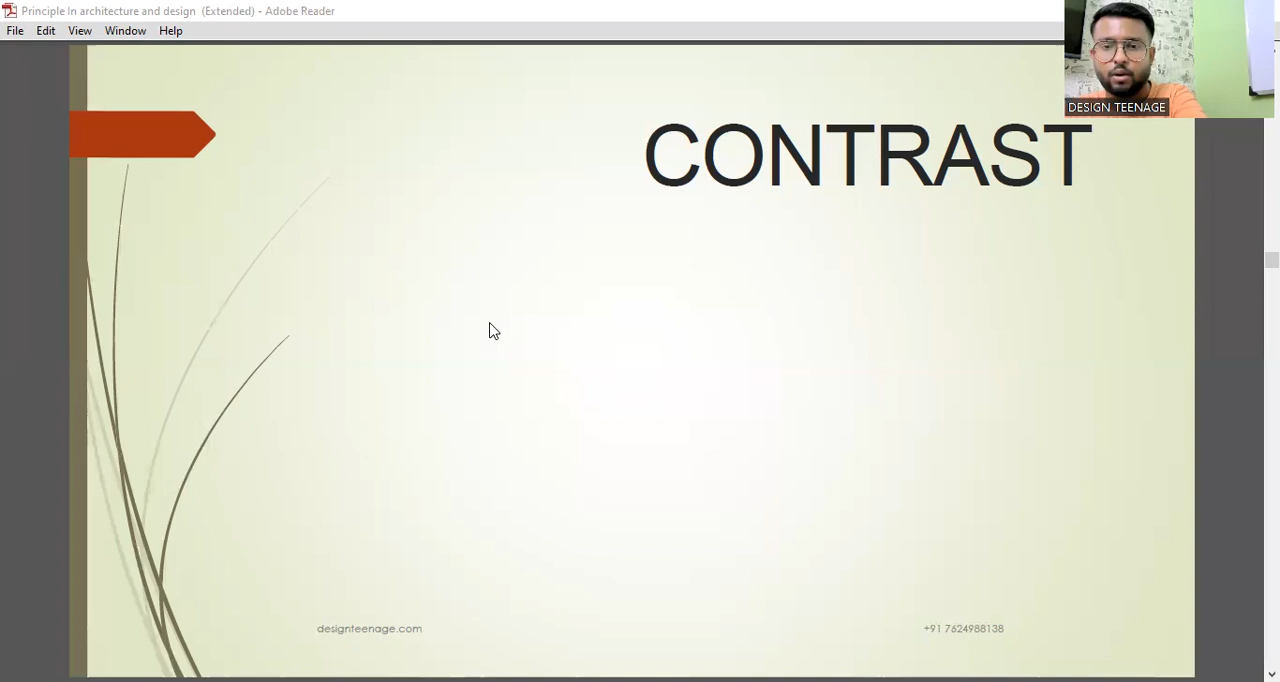 Principle In architecture and design  (Extended) - Adobe Reader
File Edit View Window Help
DESIGN TEENAGE
CONTRAST
designteenage.com
+91 7624988138